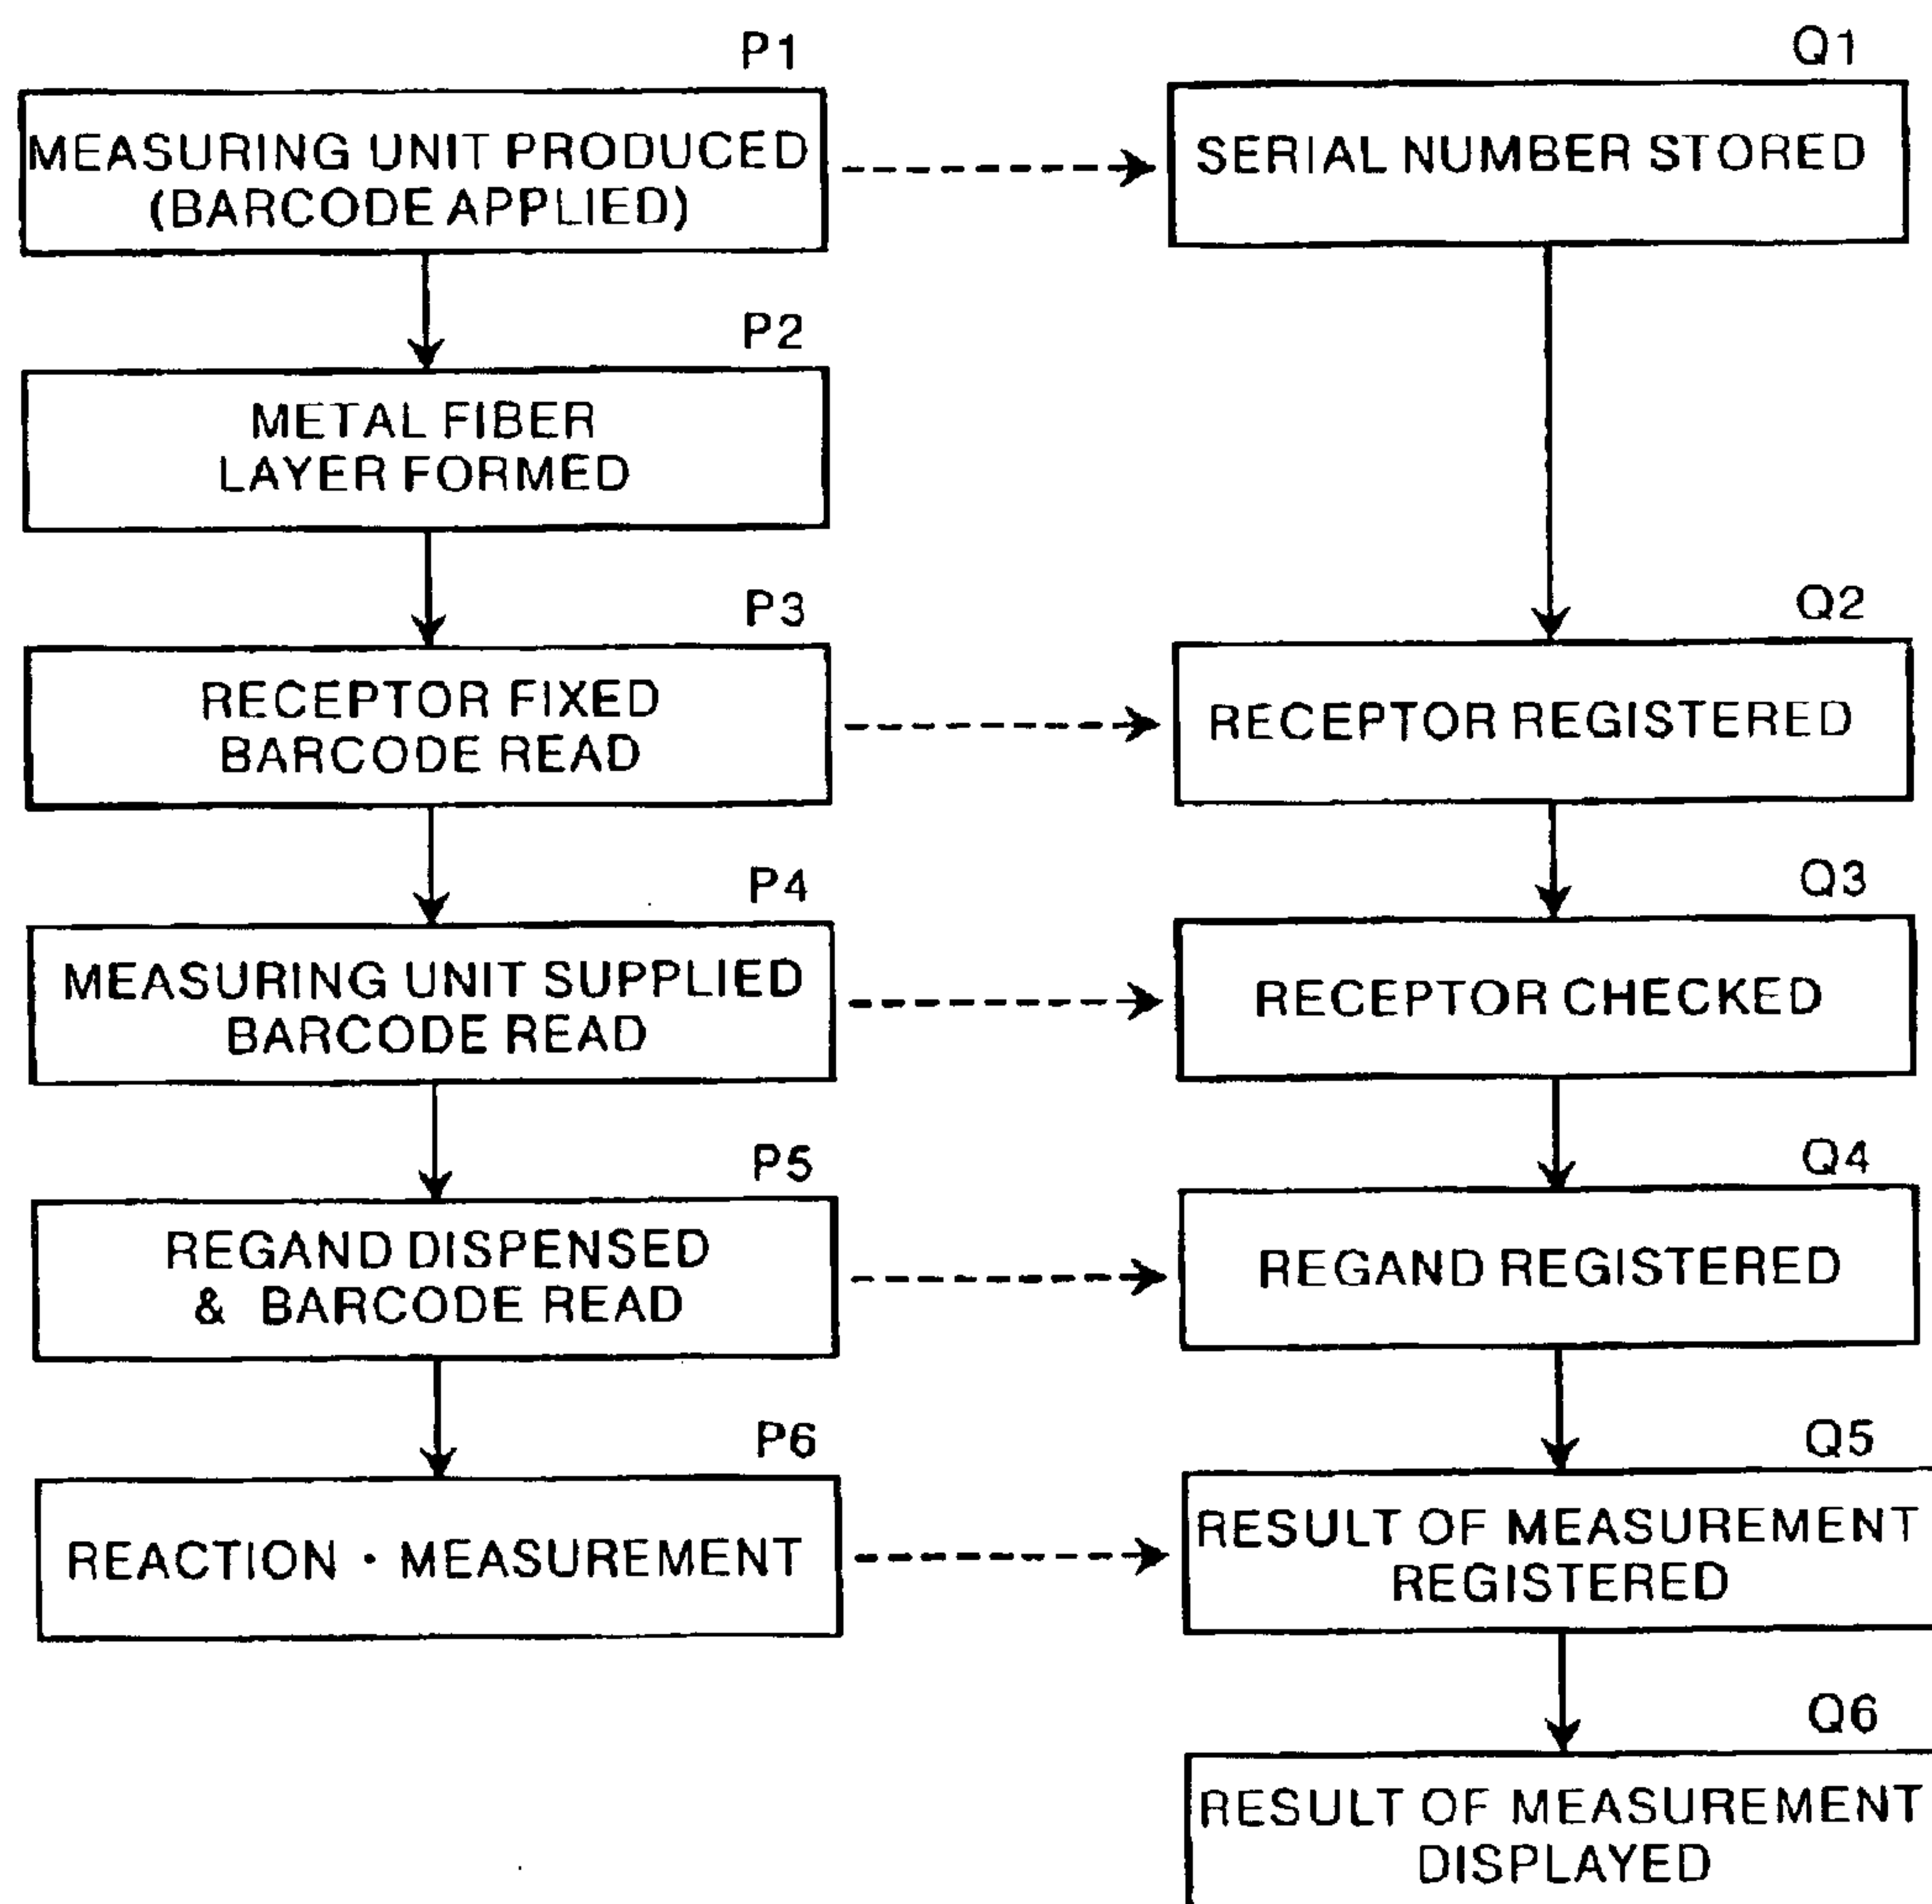 P1
MEASURING UNIT PRODUCED
(BARCODE APPLIED)
Q1
SERIAL NUMBER STORED
P2
METAL FIBER
LAYER FORMED
P3
RECEPTOR FIXED
BARCODE READ
Q2
RECEPTOR REGISTERED
P4
MEASURING UNIT SUPPLIED
BARCODE READ
Q3
RECEPTOR CHECKED
P5
REGAND DISPENSED
& BARCODE READ
Q4
REGAND REGISTERED
P6
REACTION · MEASUREMENT
Q5
RESULT OF MEASUREMENT
REGISTERED
Q6
RESULT OF MEASUREMENT
DISPLAYED